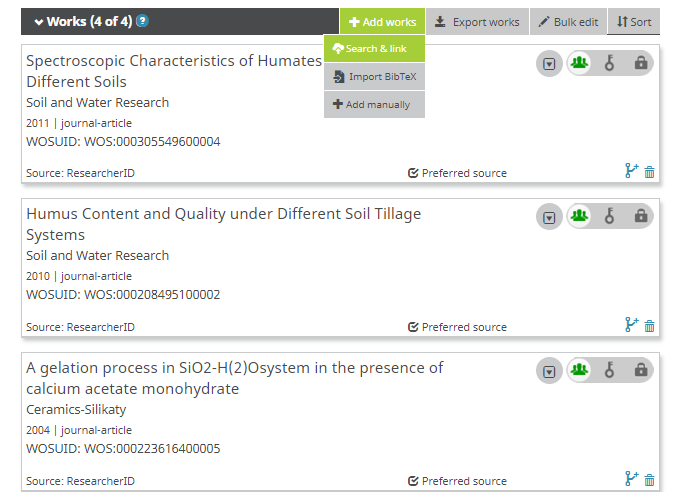 Works (4 of 4) ?
Add works
Export works
Bulk edit
Sort
Search & link
Import BibTeX
Add manually
Spectroscopic Characteristics of Humates
Different Soils
Soil and Water Research
2011 | journal-article
WOSUID: WOS:000305549600004
Source: ResearcherID
Preferred source
Humus Content and Quality under Different Soil Tillage
Systems
Soil and Water Research
2010 | journal-article
WOSUID: WOS:000208495100002
Source: ResearcherID
Preferred source
A gelation process in SiO2-H(2)Osystem in the presence of
calcium acetate monohydrate
Ceramics-Silikaty
2004 | journal-article
WOSUID: WOS:000223616400005
Source: ResearcherID
Preferred source